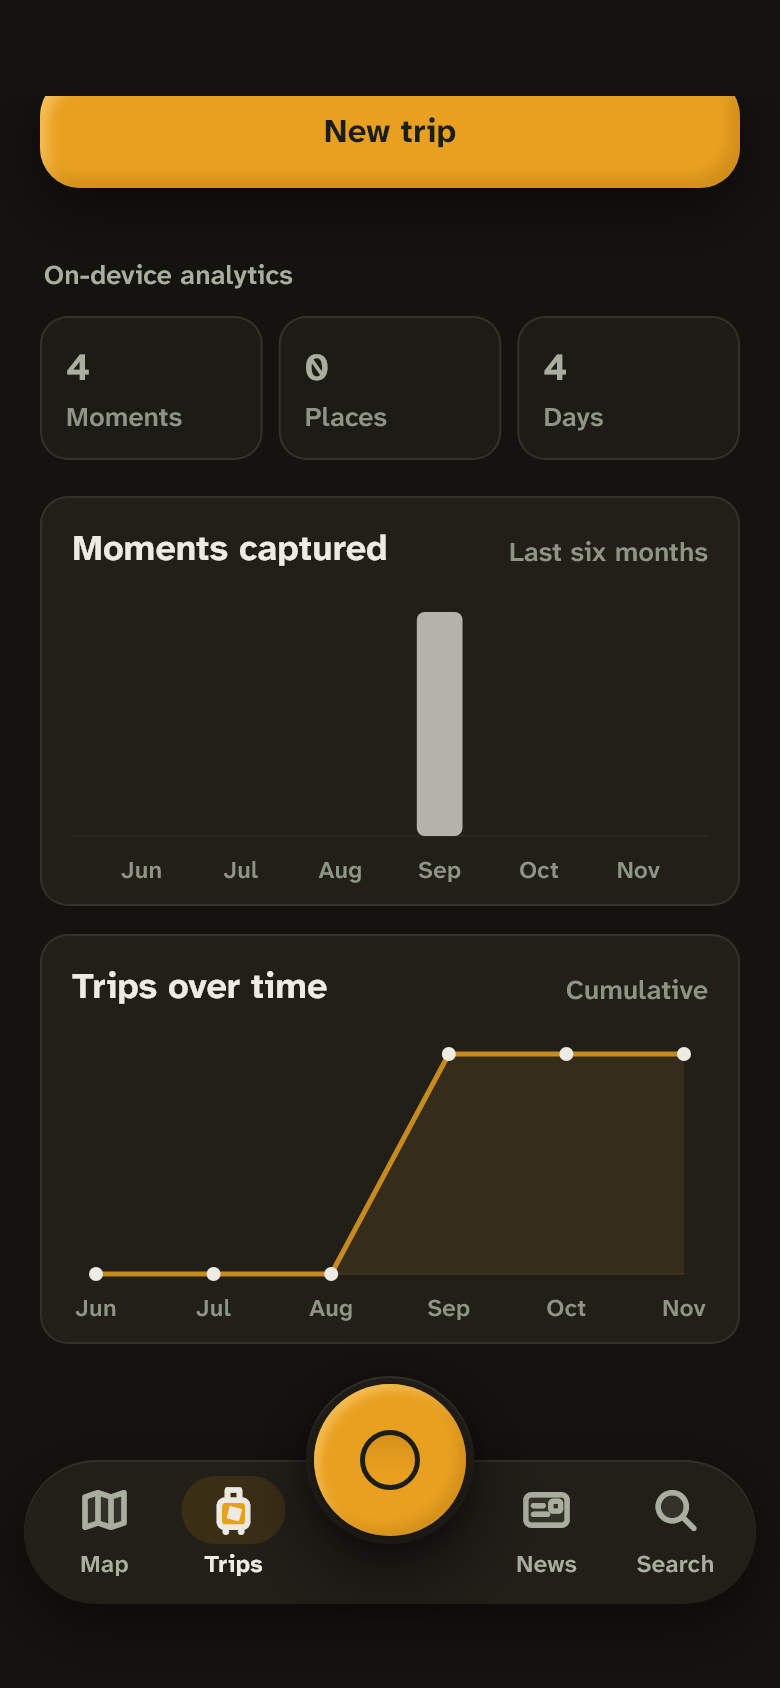 New trip
On-device analytics
4
Moments
0
Places
4
Days
Moments captured
Last six months
Jun Jul Aug Sep Oct Nov
Trips over time
Cumulative
Jun Jul Aug Sep Oct Nov
Map Trips News Search